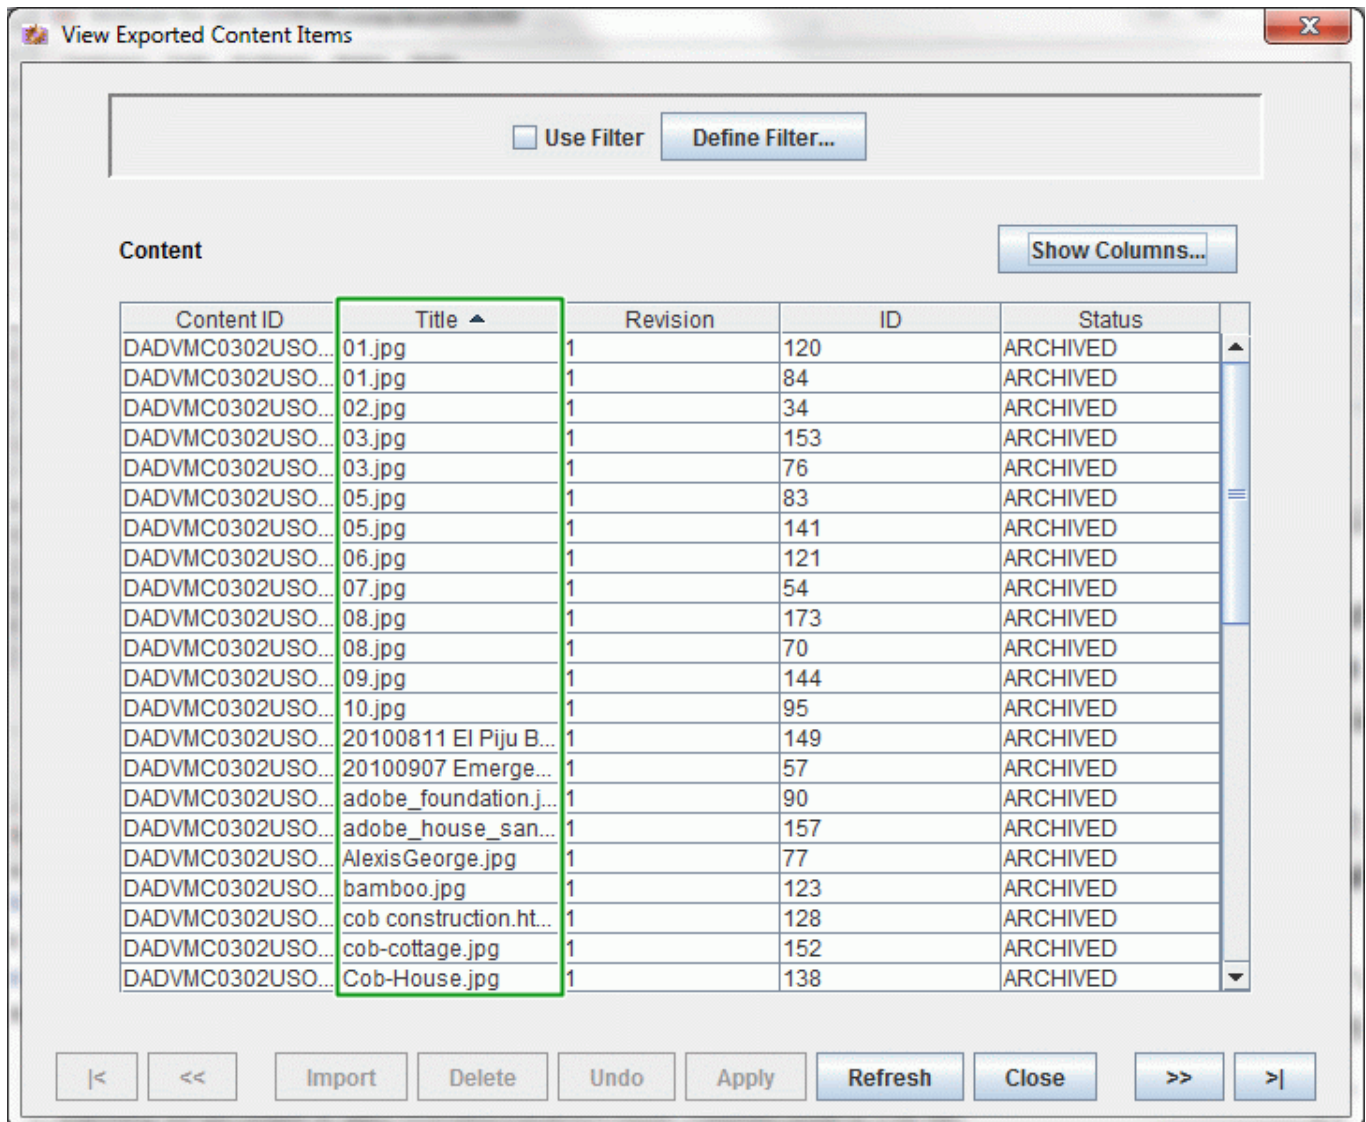 View Exported Content Items
Use Filter Define Filter...
Content Show Columns...
Content ID Title Revision ID Status
DADVMC0302USO... 01.jpg 1 120 ARCHIVED
DADVMC0302USO... 01.jpg 1 84 ARCHIVED
DADVMC0302USO... 02.jpg 1 34 ARCHIVED
DADVMC0302USO... 03.jpg 1 153 ARCHIVED
DADVMC0302USO... 03.jpg 1 76 ARCHIVED
DADVMC0302USO... 05.jpg 1 83 ARCHIVED
DADVMC0302USO... 05.jpg 1 141 ARCHIVED
DADVMC0302USO... 06.jpg 1 121 ARCHIVED
DADVMC0302USO... 07.jpg 1 54 ARCHIVED
DADVMC0302USO... 08.jpg 1 173 ARCHIVED
DADVMC0302USO... 08.jpg 1 70 ARCHIVED
DADVMC0302USO... 09.jpg 1 144 ARCHIVED
DADVMC0302USO... 10.jpg 1 95 ARCHIVED
DADVMC0302USO... 20100811 El Piju B... 1 149 ARCHIVED
DADVMC0302USO... 20100907 Emerge... 1 57 ARCHIVED
DADVMC0302USO... adobe_foundation.j... 1 90 ARCHIVED
DADVMC0302USO... adobe_house_san... 1 157 ARCHIVED
DADVMC0302USO... AlexisGeorge.jpg 1 77 ARCHIVED
DADVMC0302USO... bamboo.jpg 1 123 ARCHIVED
DADVMC0302USO... cob construction.ht... 1 128 ARCHIVED
DADVMC0302USO... cob-cottage.jpg 1 152 ARCHIVED
DADVMC0302USO... Cob-House.jpg 1 138 ARCHIVED
|< << Import Delete Undo Apply Refresh Close >> >|